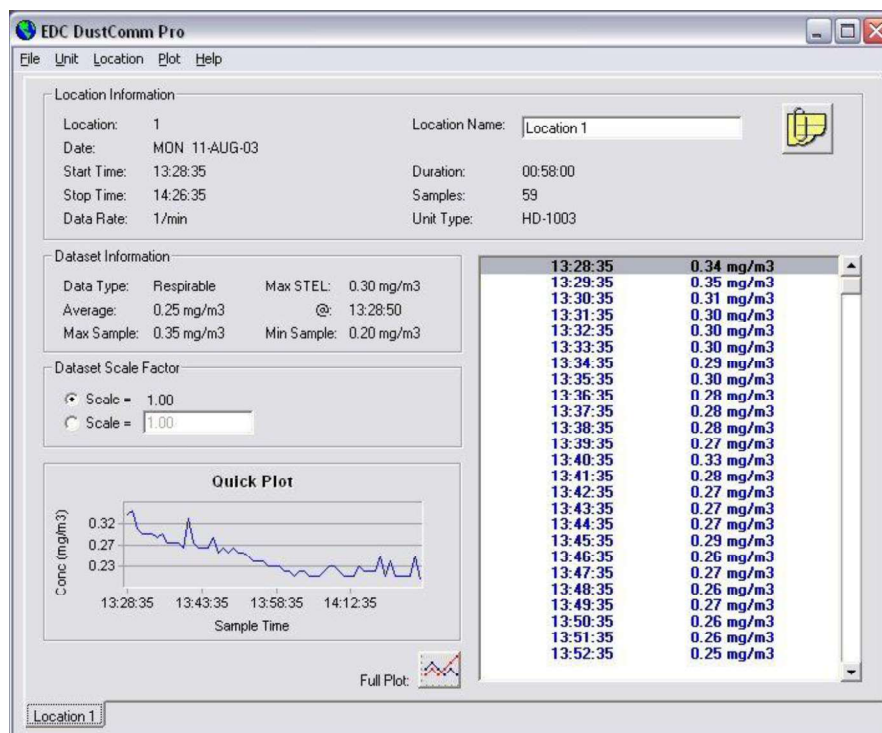 EDC DustComm Pro
File Unit Location Plot Help
Location Information
Location: 1 Location Name: Location 1
Date: MON 11-AUG-03
Start Time: 13:28:35 Duration: 00:58:00
Stop Time: 14:26:35 Samples: 59
Data Rate: 1/min Unit Type: HD-1003
Dataset Information
Data Type: Respirable Max STEL: 0.30 mg/m3
Average: 0.25 mg/m3 @: 13:28:50
Max Sample: 0.35 mg/m3 Min Sample: 0.20 mg/m3
Dataset Scale Factor
Scale = 1.00
Scale = 1.00
Quick Plot
Conc (mg/m3)
0.32
0.27
0.23
13:28:35 13:43:35 13:58:35 14:12:35
Sample Time
Full Plot:
13:28:35 0.34 mg/m3
13:29:35 0.35 mg/m3
13:30:35 0.31 mg/m3
13:31:35 0.30 mg/m3
13:32:35 0.30 mg/m3
13:33:35 0.30 mg/m3
13:34:35 0.29 mg/m3
13:35:35 0.30 mg/m3
13:36:35 0.28 mg/m3
13:37:35 0.28 mg/m3
13:38:35 0.28 mg/m3
13:39:35 0.27 mg/m3
13:40:35 0.33 mg/m3
13:41:35 0.28 mg/m3
13:42:35 0.27 mg/m3
13:43:35 0.27 mg/m3
13:44:35 0.27 mg/m3
13:45:35 0.29 mg/m3
13:46:35 0.26 mg/m3
13:47:35 0.27 mg/m3
13:48:35 0.26 mg/m3
13:49:35 0.27 mg/m3
13:50:35 0.26 mg/m3
13:51:35 0.26 mg/m3
13:52:35 0.25 mg/m3
Location 1